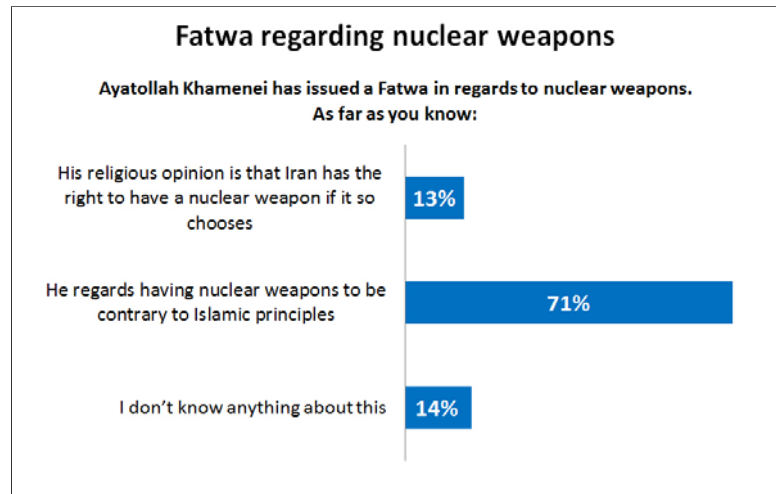 Fatwa regarding nuclear weapons
Ayatollah Khamenei has issued a Fatwa in regards to nuclear weapons.
As far as you know:
His religious opinion is that Iran has the
right to have a nuclear weapon if it so
chooses
13%
He regards having nuclear weapons to be
contrary to Islamic principles
71%
I don't know anything about this
14%